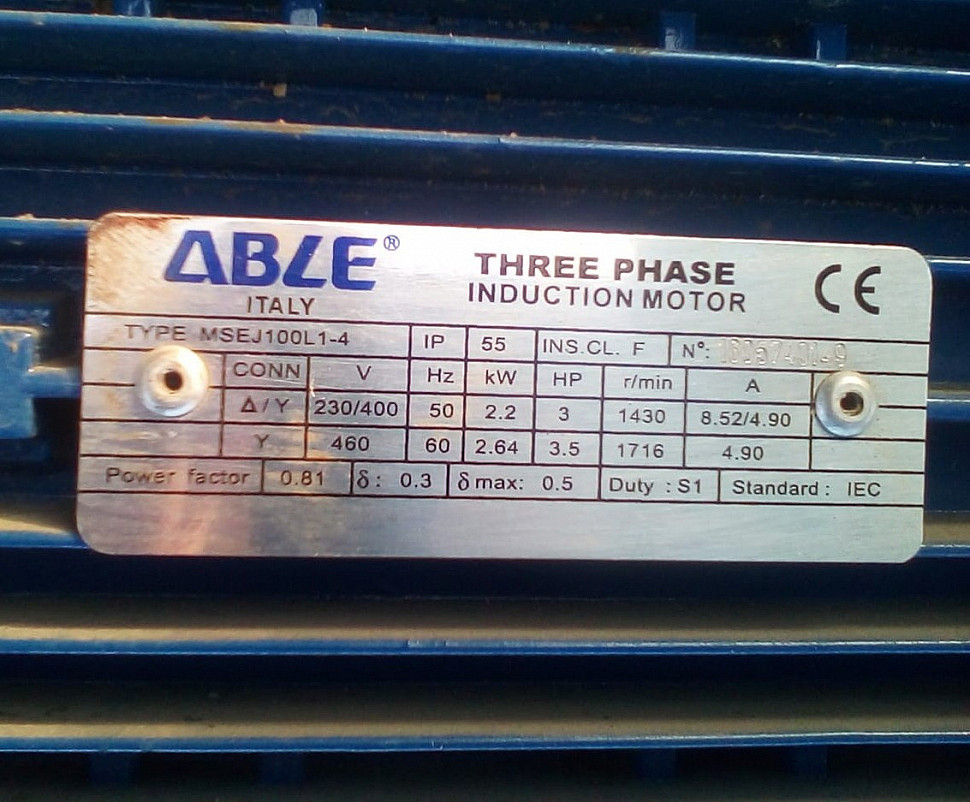 ABLE®
ITALY
THREE PHASE
INDUCTION MOTOR
CE
TYPE MSEJ100L1-4 IP 55 INS.CL. F N°:
CONN V Hz kW HP r/min A
Δ/Y 230/400 50 2.2 3 1430 8.52/4.90
Y 460 60 2.64 3.5 1716 4.90
Power factor 0.81 δ: 0.3 δ max: 0.5 Duty : S1 Standard : IEC